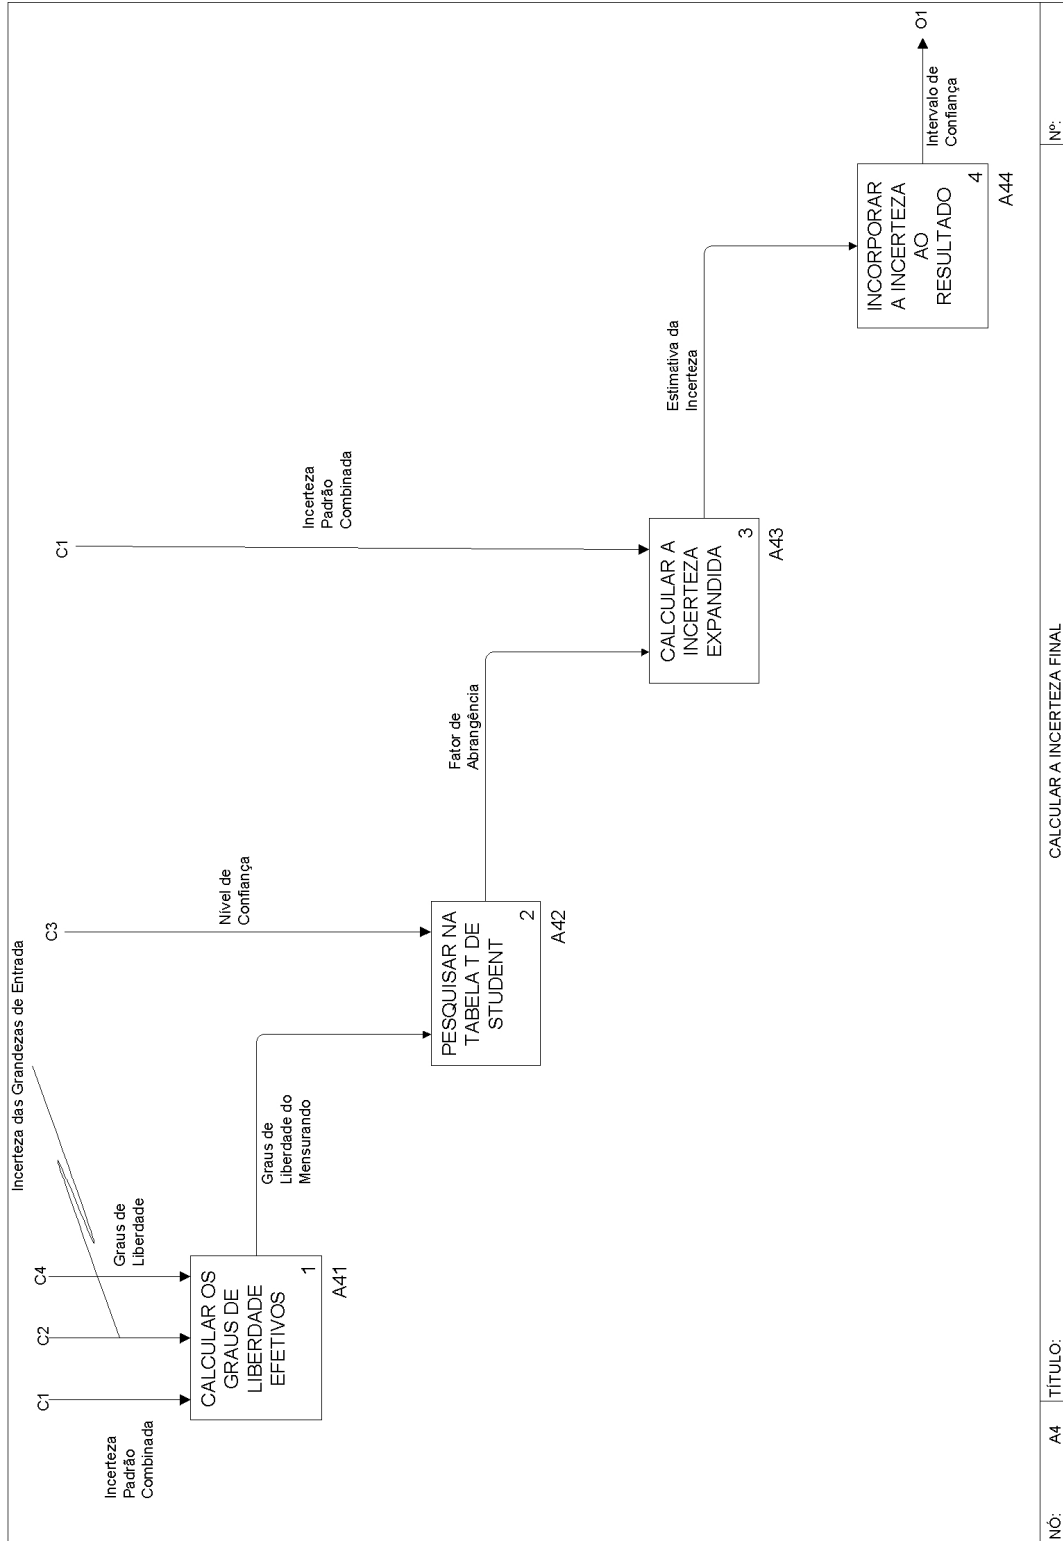 Incerteza das Grandezas de Entrada
C1
C2
C4
Incerteza
Padrão
Combinada
Graus de
Liberdade
CALCULAR OS
GRAUS DE
LIBERDADE
EFETIVOS
1
A41
Graus de
Liberdade do
Mensurando
C3
Nível de
Confiança
PESQUISAR NA
TABELA T DE
STUDENT
2
A42
Fator de
Abrangência
C1
Incerteza
Padrão
Combinada
CALCULAR A
INCERTEZA
EXPANDIDA
3
A43
Estimativa da
Incerteza
INCORPORAR
A INCERTEZA
AO
RESULTADO
4
A44
Intervalo de
Confiança
O1
NÓ:
A4
TÍTULO:
CALCULAR A INCERTEZA FINAL
Nº: